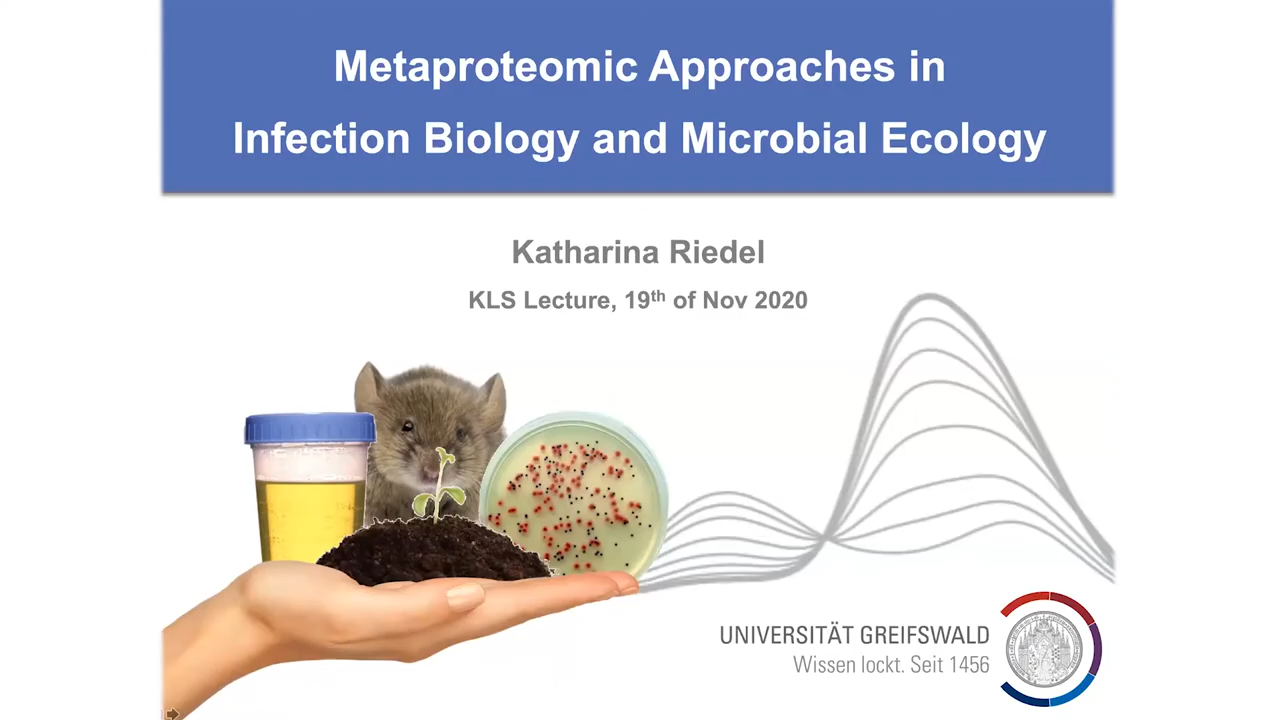 Metaproteomic Approaches in
Infection Biology and Microbial Ecology
Katharina Riedel
KLS Lecture, 19th of Nov 2020
UNIVERSITÄT GREIFSWALD
Wissen lockt. Seit 1456